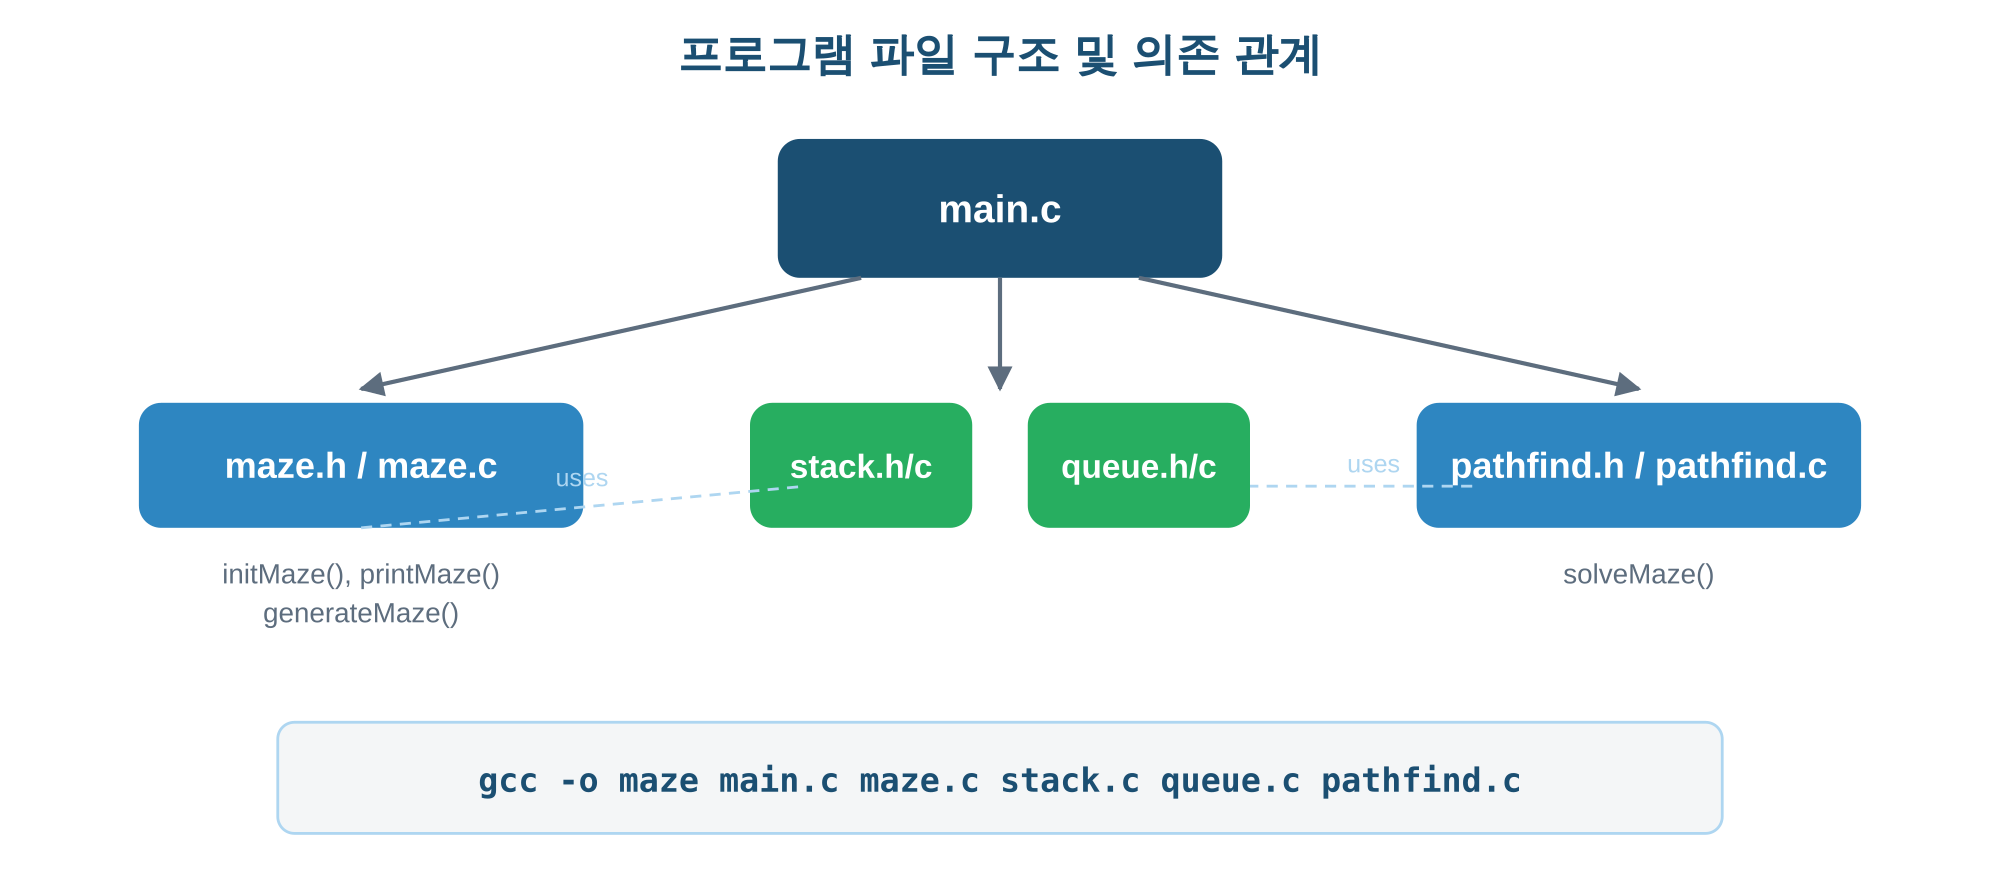 프로그램 파일 구조 및 의존 관계
main.c
maze.h / maze.c
uses
stack.h/c
queue.h/c
uses
pathfind.h / pathfind.c
initMaze(), printMaze()
generateMaze()
solveMaze()
gcc -o maze main.c maze.c stack.c queue.c pathfind.c